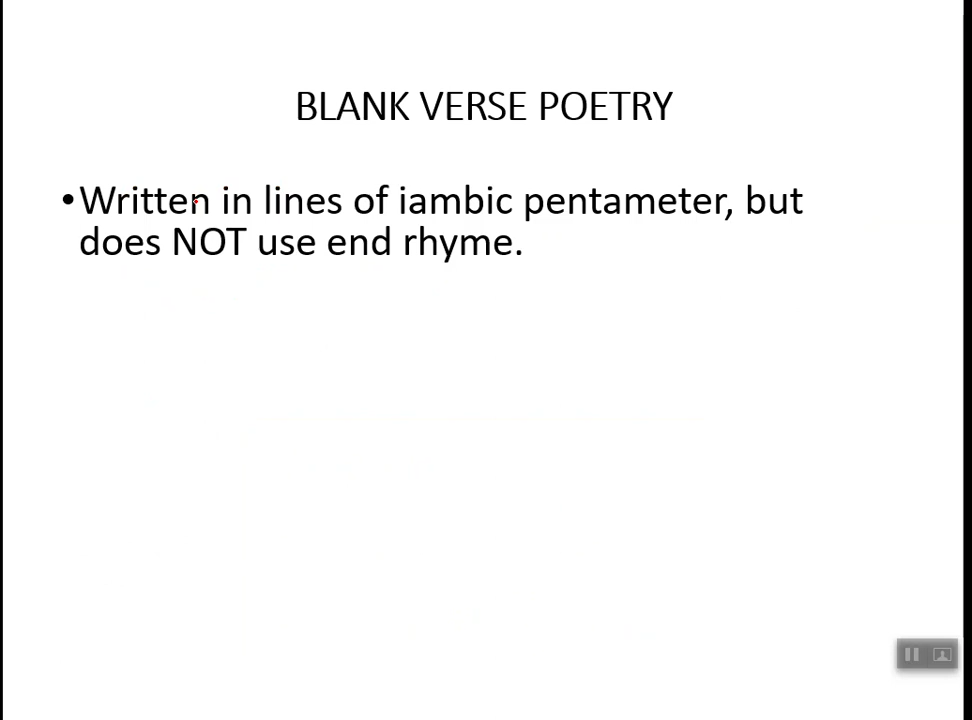 BLANK VERSE POETRY
•Written in lines of iambic pentameter, but
does NOT use end rhyme.